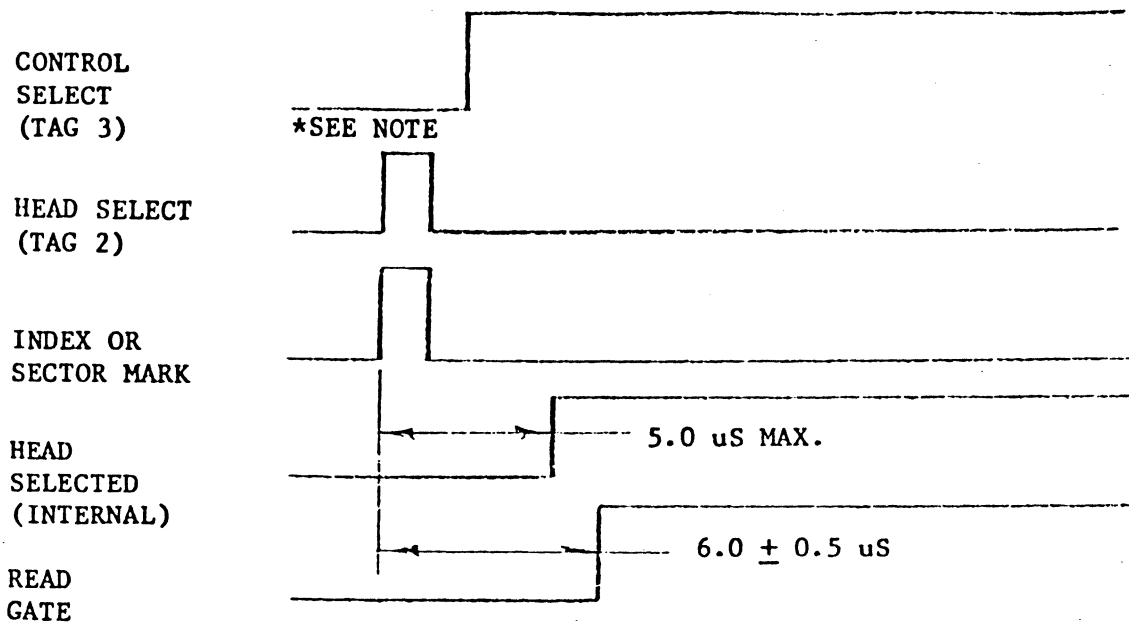 CONTROL
SELECT
(TAG 3)
*SEE NOTE
HEAD SELECT
(TAG 2)
INDEX OR
SECTOR MARK
HEAD
SELECTED
(INTERNAL)
5.0 uS MAX.
6.0 ± 0.5 uS
READ
GATE